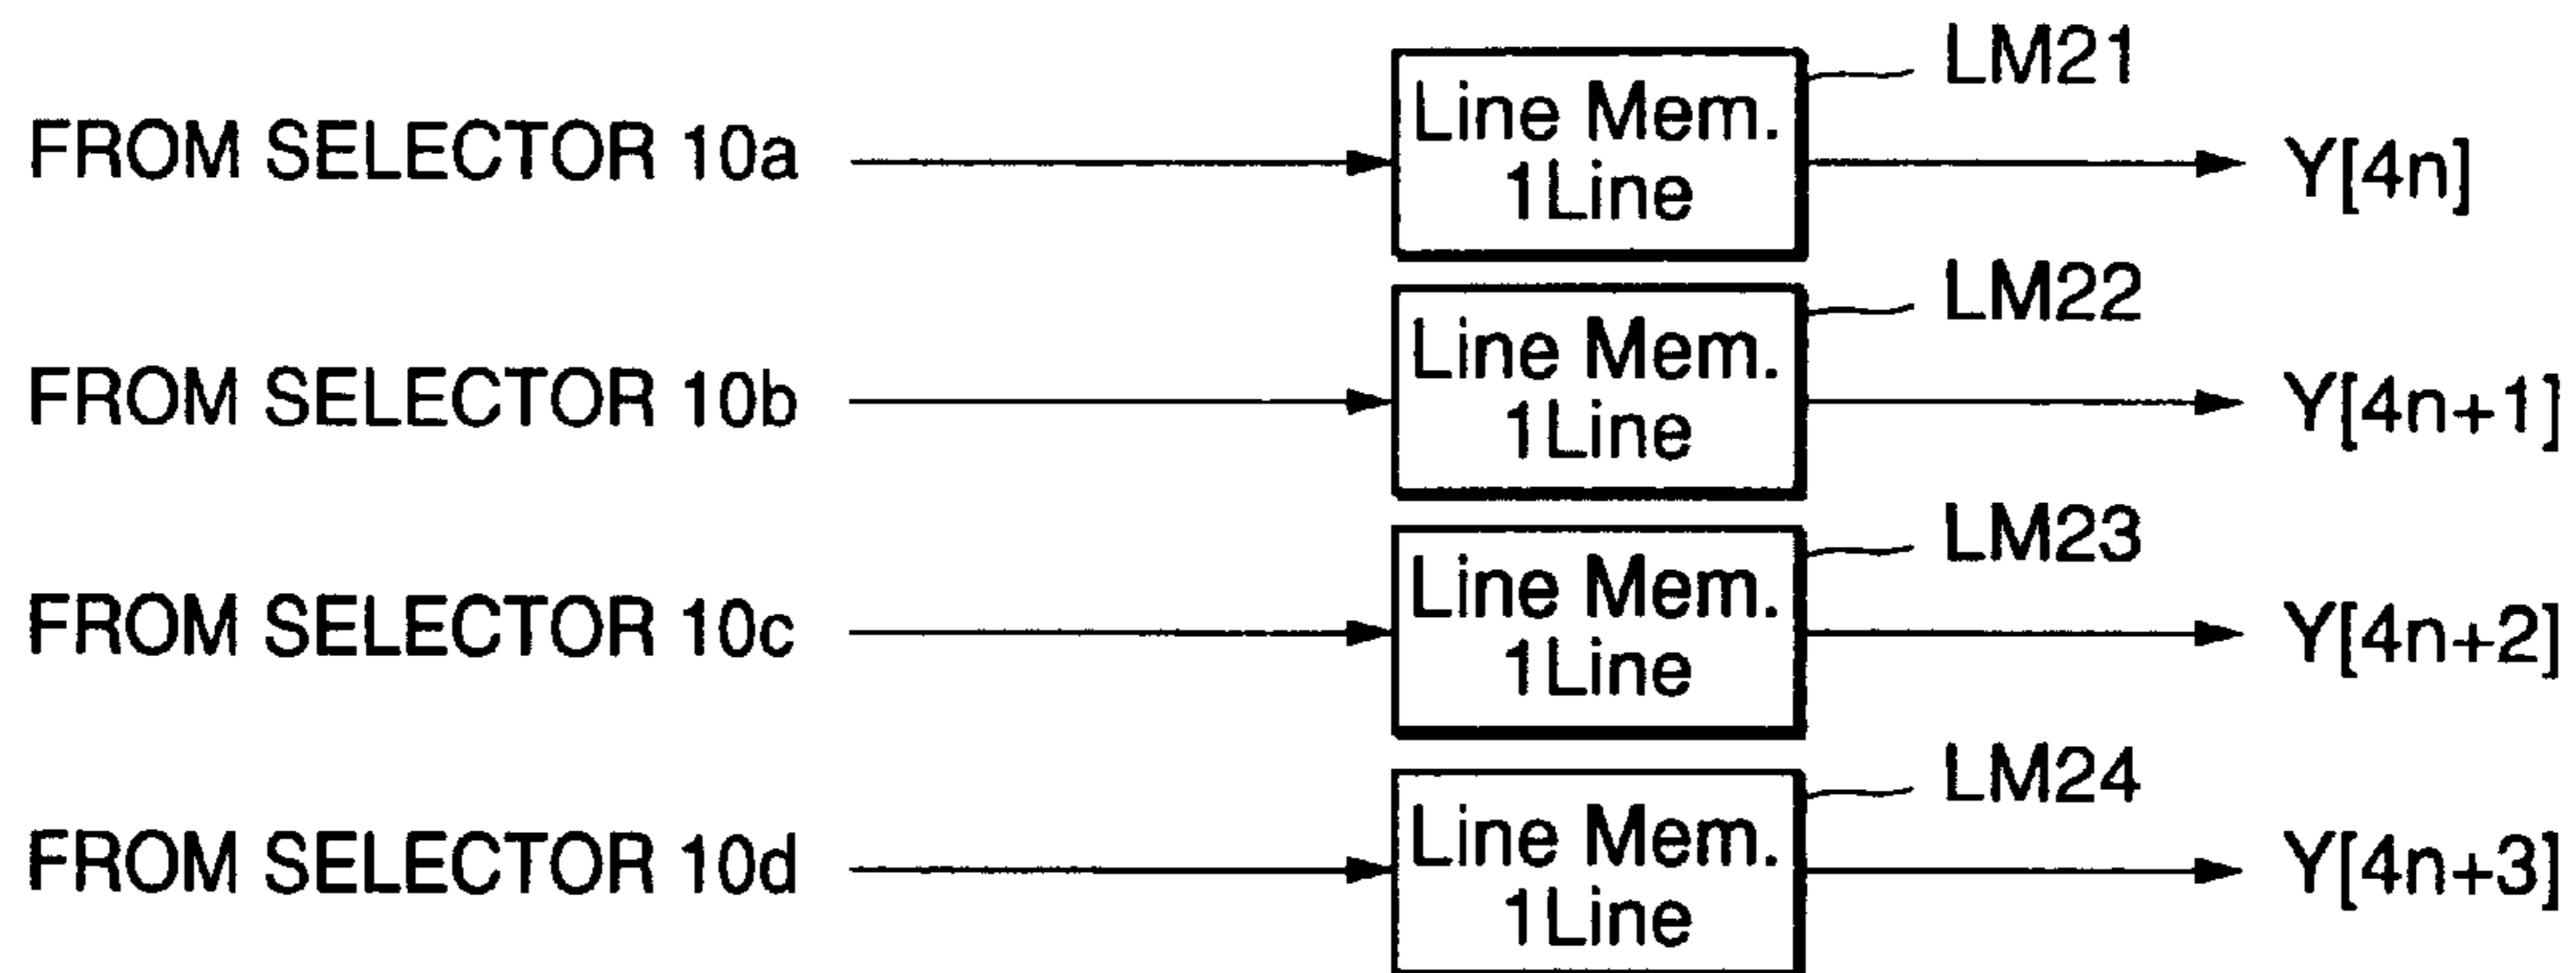 LM21
FROM SELECTOR 10a
Line Mem.
1Line
Y[4n]
LM22
FROM SELECTOR 10b
Line Mem.
1Line
Y[4n+1]
LM23
FROM SELECTOR 10c
Line Mem.
1Line
Y[4n+2]
LM24
FROM SELECTOR 10d
Line Mem.
1Line
Y[4n+3]